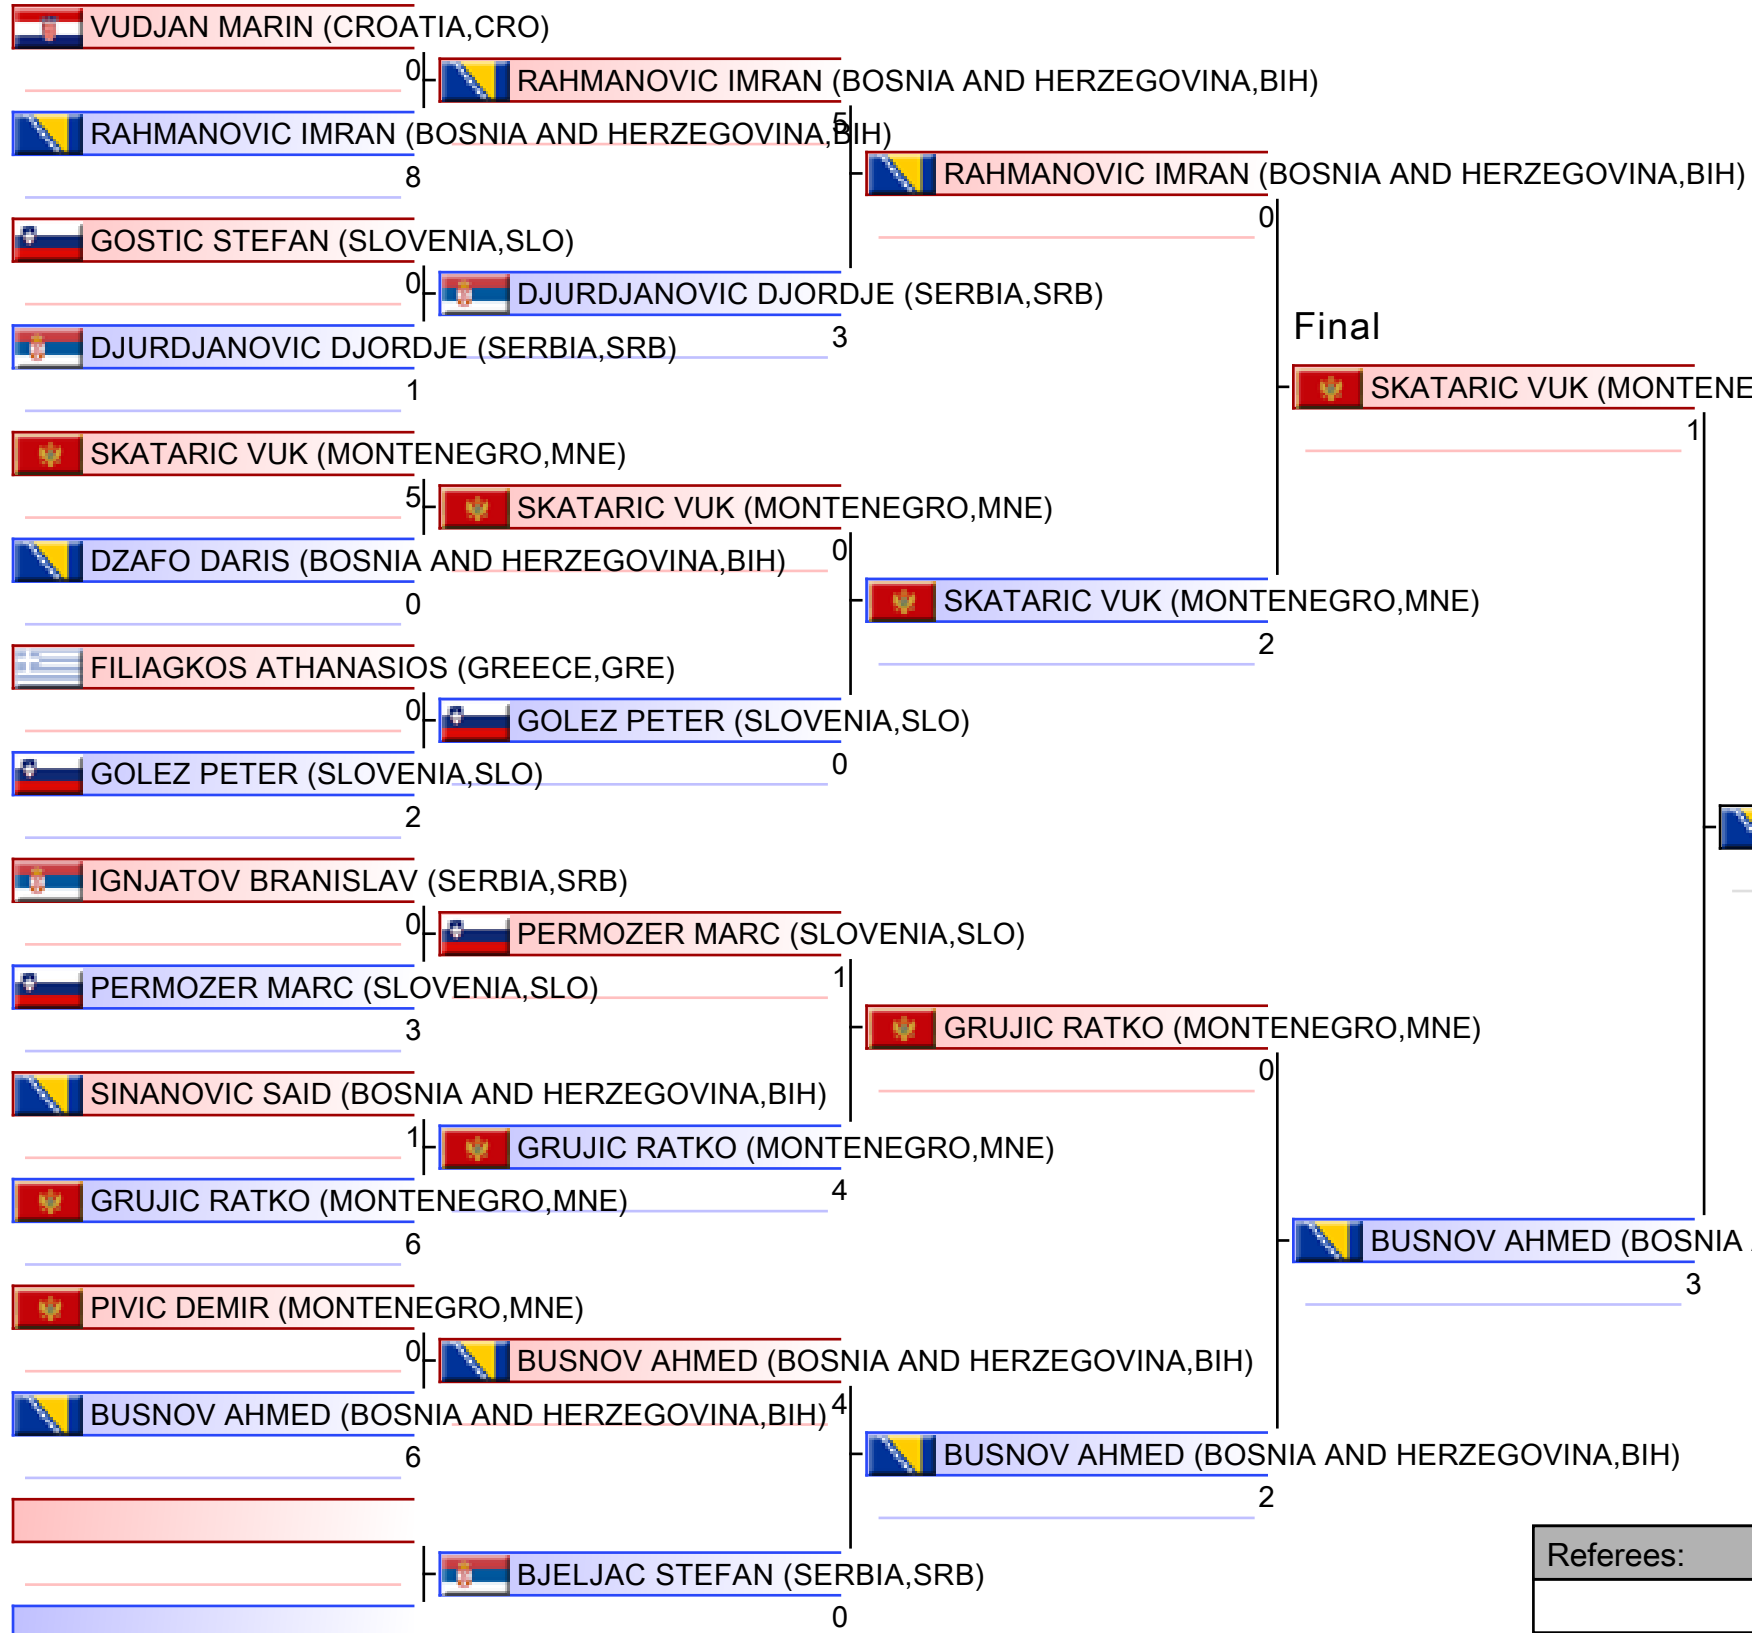 VUDJAN MARIN (CROATIA,CRO)
0
RAHMANOVIC IMRAN (BOSNIA AND HERZEGOVINA,BIH)
8
GOSTIC STEFAN (SLOVENIA,SLO)
0
DJURDJANOVIC DJORDJE (SERBIA,SRB)
1
SKATARIC VUK (MONTENEGRO,MNE)
5
DZAFO DARIS (BOSNIA AND HERZEGOVINA,BIH)
0
FILIAGKOS ATHANASIOS (GREECE,GRE)
0
GOLEZ PETER (SLOVENIA,SLO)
2
IGNJATOV BRANISLAV (SERBIA,SRB)
0
PERMOZER MARC (SLOVENIA,SLO)
3
SINANOVIC SAID (BOSNIA AND HERZEGOVINA,BIH)
1
GRUJIC RATKO (MONTENEGRO,MNE)
6
PIVIC DEMIR (MONTENEGRO,MNE)
0
BUSNOV AHMED (BOSNIA AND HERZEGOVINA,BIH)
6
RAHMANOVIC IMRAN (BOSNIA AND HERZEGOVINA,BIH)
5
DJURDJANOVIC DJORDJE (SERBIA,SRB)
3
SKATARIC VUK (MONTENEGRO,MNE)
0
GOLEZ PETER (SLOVENIA,SLO)
0
PERMOZER MARC (SLOVENIA,SLO)
1
GRUJIC RATKO (MONTENEGRO,MNE)
4
BUSNOV AHMED (BOSNIA AND HERZEGOVINA,BIH)
4
BJELJAC STEFAN (SERBIA,SRB)
0
RAHMANOVIC IMRAN (BOSNIA AND HERZEGOVINA,BIH)
0
SKATARIC VUK (MONTENEGRO,MNE)
2
GRUJIC RATKO (MONTENEGRO,MNE)
0
BUSNOV AHMED (BOSNIA AND HERZEGOVINA,BIH)
2
Final
SKATARIC VUK (MONTENE
1
BUSNOV AHMED (BOSNIA
3
Referees: